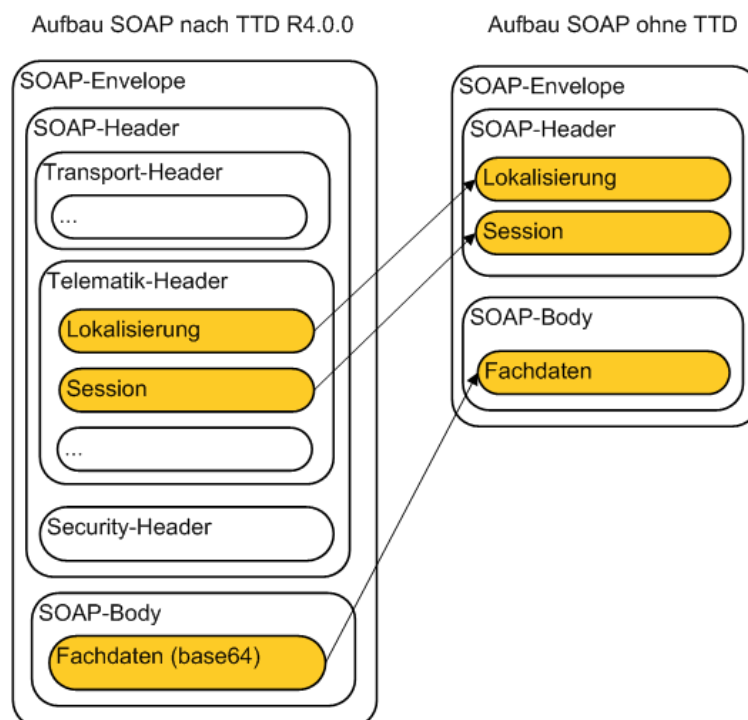 Aufbau SOAP nach TTD R4.0.0
SOAP-Envelope
SOAP-Header
Transport-Header
...
Telematik-Header
Lokalisierung
Session
...
Security-Header
SOAP-Body
Fachdaten (base64)
Aufbau SOAP ohne TTD
SOAP-Envelope
SOAP-Header
Lokalisierung
Session
SOAP-Body
Fachdaten